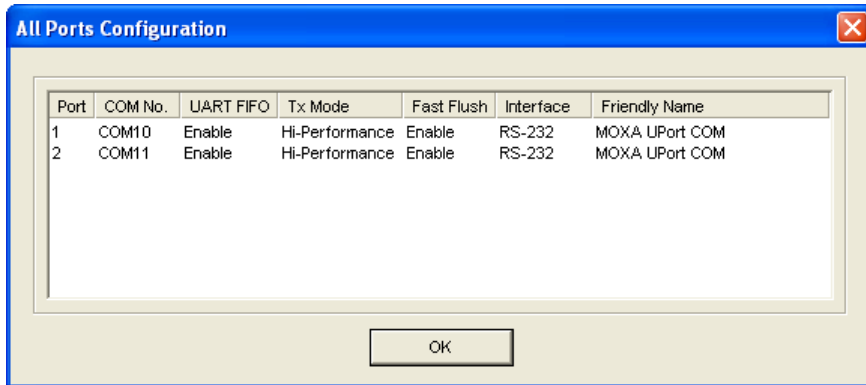 All Ports Configuration
Port COM No. UART FIFO Tx Mode Fast Flush Interface Friendly Name
1 COM10 Enable Hi-Performance Enable RS-232 MOXA UPort COM
2 COM11 Enable Hi-Performance Enable RS-232 MOXA UPort COM
OK